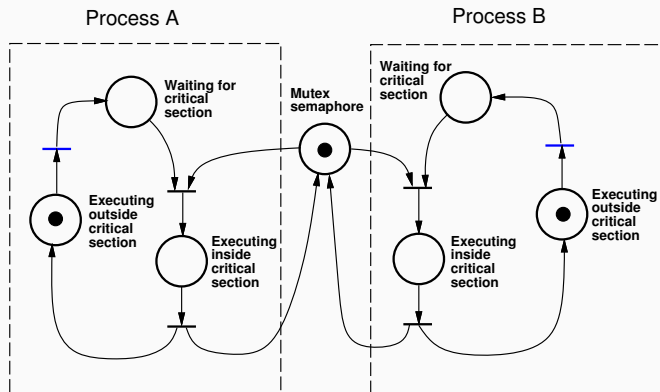 Process A
Process B
Waiting for
critical
section
Mutex
semaphore
Waiting for
critical
section
Executing
outside
critical
section
Executing
inside
critical
section
Executing
inside
critical
section
Executing
outside
critical
section